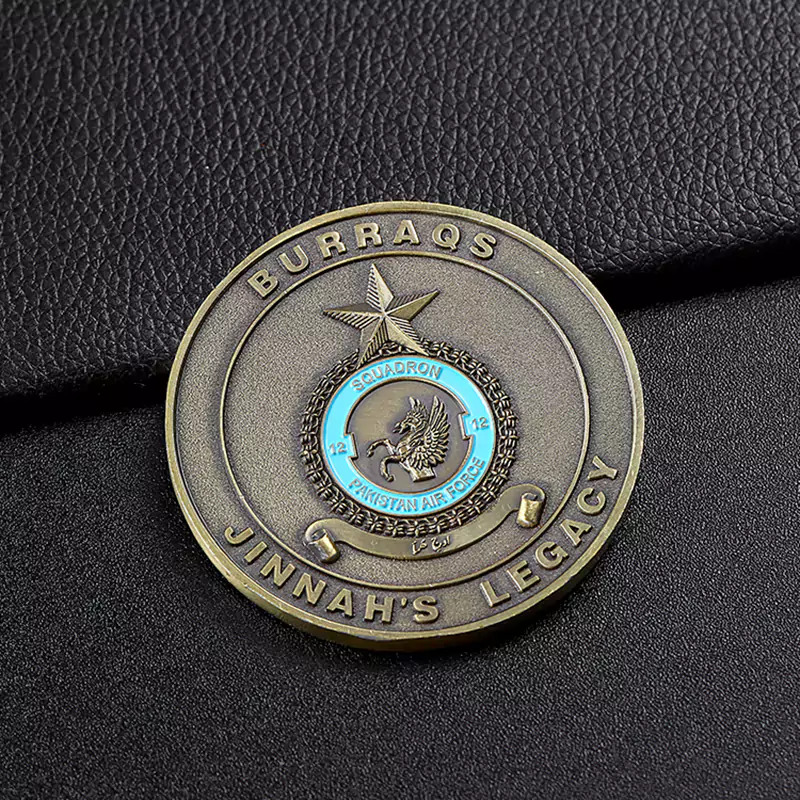 BURRAQS
SQUADRON
12
12
PAKISTAN AIR FORCE
JINNAH'S LEGACY